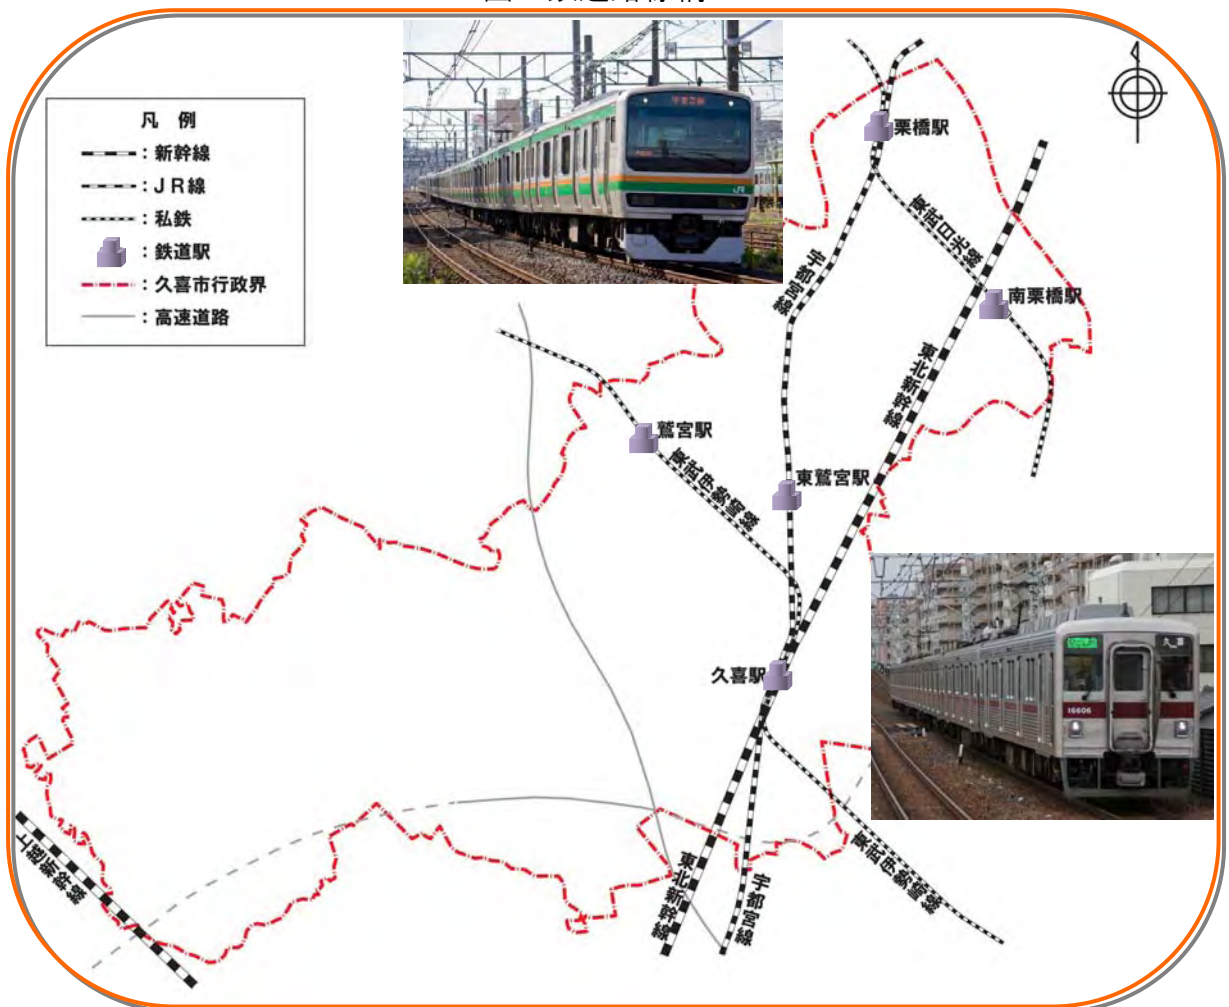 凡 例
：新幹線
：ＪＲ線
：私鉄
：鉄道駅
：久喜市行政界
：高速道路
JR
栗橋駅
東武日光線
宇都宮線
南栗橋駅
東北新幹線
鷲宮駅
東武伊勢崎線
東鷲宮駅
久喜駅
久喜
16606
上越新幹線
東北新幹線
宇都宮線
東武伊勢崎線